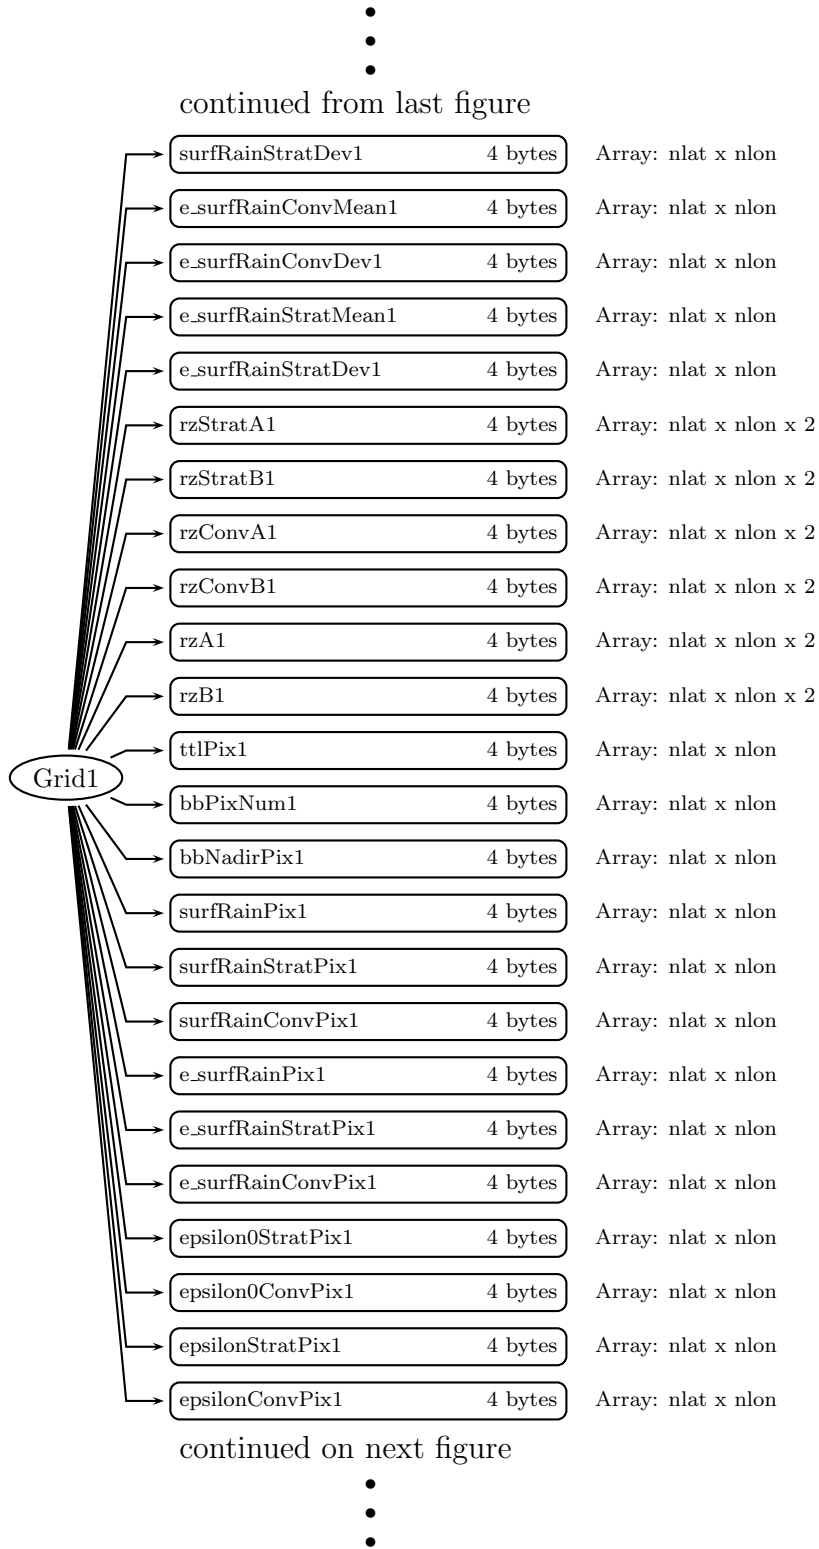 continued from last figure
surfRainStratDev1 4 bytes Array: nlat x nlon
e_surfRainConvMean1 4 bytes Array: nlat x nlon
e_surfRainConvDev1 4 bytes Array: nlat x nlon
e_surfRainStratMean1 4 bytes Array: nlat x nlon
e_surfRainStratDev1 4 bytes Array: nlat x nlon
rzStratA1 4 bytes Array: nlat x nlon x 2
rzStratB1 4 bytes Array: nlat x nlon x 2
rzConvA1 4 bytes Array: nlat x nlon x 2
rzConvB1 4 bytes Array: nlat x nlon x 2
rzA1 4 bytes Array: nlat x nlon x 2
rzB1 4 bytes Array: nlat x nlon x 2
ttlPix1 4 bytes Array: nlat x nlon
Grid1
bbPixNum1 4 bytes Array: nlat x nlon
bbNadirPix1 4 bytes Array: nlat x nlon
surfRainPix1 4 bytes Array: nlat x nlon
surfRainStratPix1 4 bytes Array: nlat x nlon
surfRainConvPix1 4 bytes Array: nlat x nlon
e_surfRainPix1 4 bytes Array: nlat x nlon
e_surfRainStratPix1 4 bytes Array: nlat x nlon
e_surfRainConvPix1 4 bytes Array: nlat x nlon
epsilon0StratPix1 4 bytes Array: nlat x nlon
epsilon0ConvPix1 4 bytes Array: nlat x nlon
epsilonStratPix1 4 bytes Array: nlat x nlon
epsilonConvPix1 4 bytes Array: nlat x nlon
continued on next figure